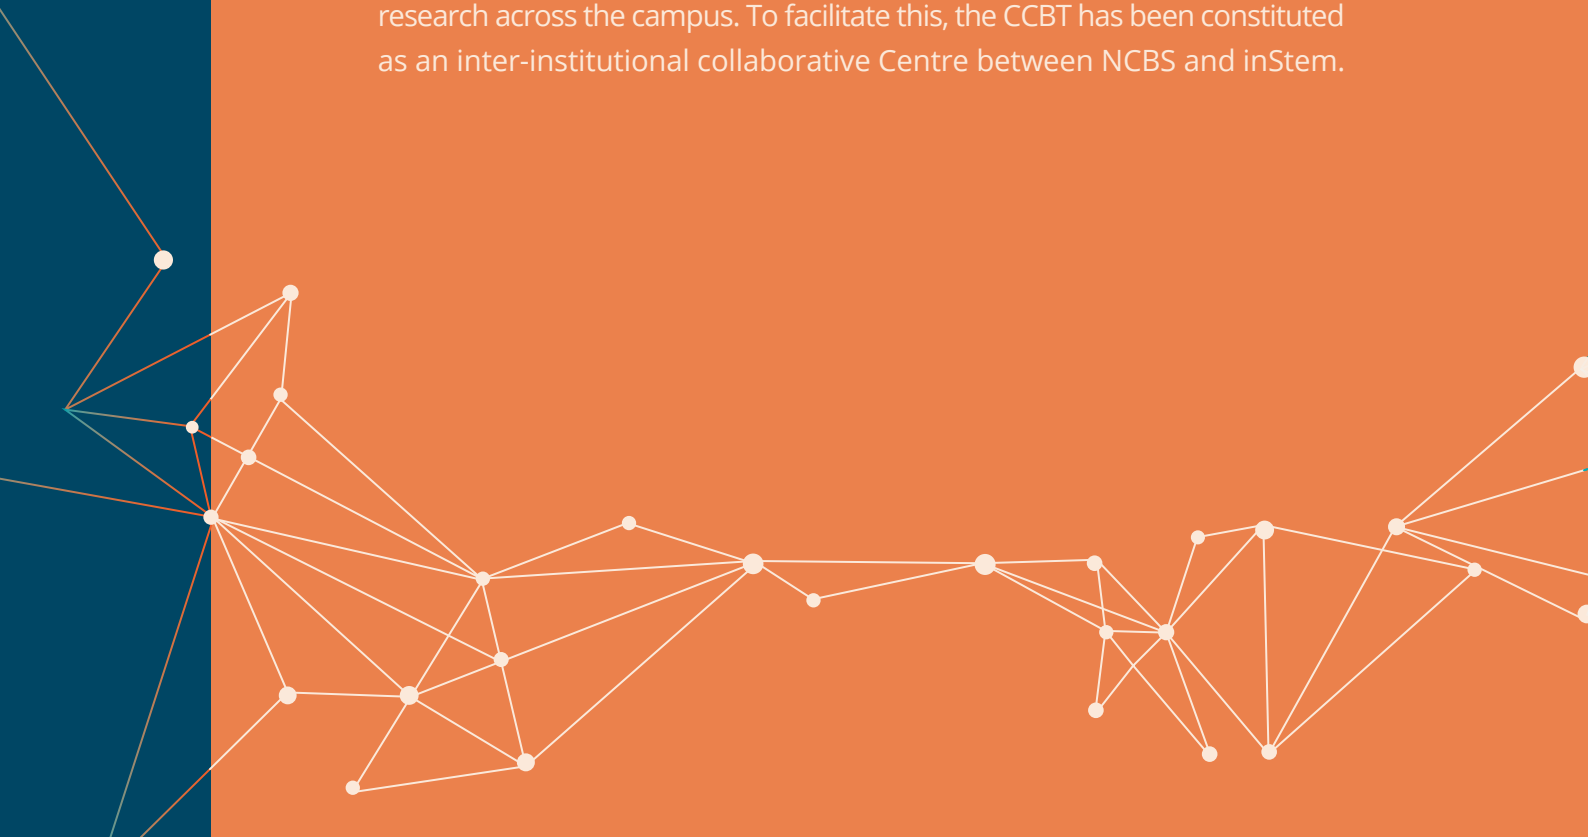 research across the campus. To facilitate this, the CCBT has been constituted
as an inter-institutional collaborative Centre between NCBS and inStem.